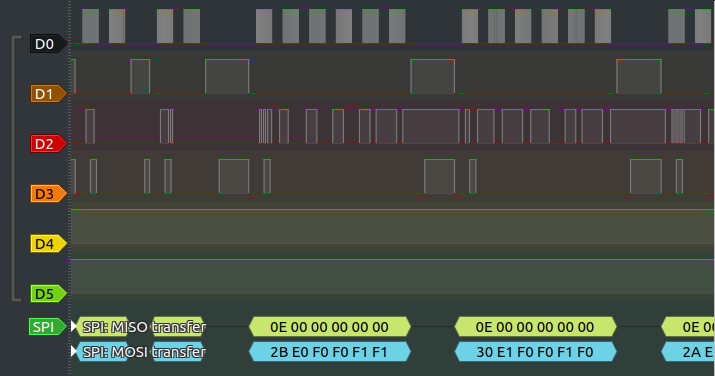 D0
D1
D2
D3
D4
D5
SPI SPI: MISO transfer 0E 00 00 00 00 00 0E 00 00 00 00 00 0E 0
SPI: MOSI transfer 2B E0 F0 F0 F1 F1 30 E1 F0 F0 F1 F0 2A E